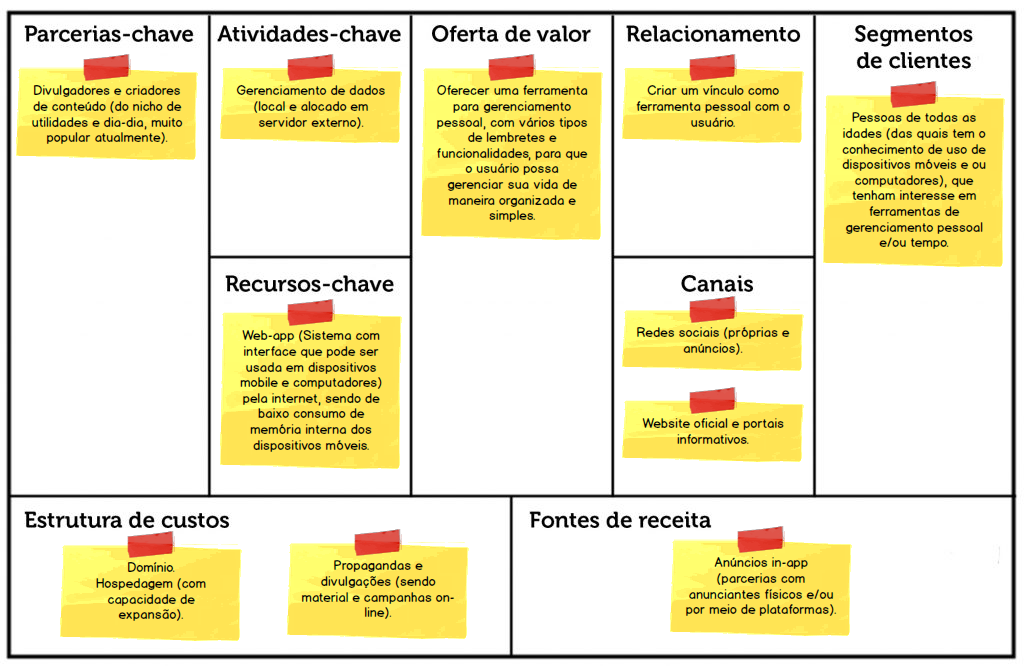 Parcerias-chave
Divulgadores e criadores
de conteúdo (do nicho de
utilidades e dia-dia, muito
popular atualmente).
Atividades-chave
Gerenciamento de dados
(local e alocado em
servidor externo).
Recursos-chave
Web-app (Sistema com
interface que pode ser
usada em dispositivos
mobile e computadores)
pela internet, sendo de
baixo consumo de
memória interna dos
dispositivos móveis.
Oferta de valor
Oferecer uma ferramenta
para gerenciamento
pessoal, com vários tipos
de lembretes e
funcionalidades, para que
o usuário possa
gerenciar sua vida de
maneira organizada e
simples.
Relacionamento
Criar um vínculo como
ferramenta pessoal com o
usuário.
Canais
Redes sociais (próprias e
anúncios).
Website oficial e portais
informativos.
Segmentos
de clientes
Pessoas de todas as
idades (das quais tem o
conhecimento de uso de
dispositivos móveis e ou
computadores), que
tenham interesse em
ferramentas de
gerenciamento pessoal
e/ou tempo.
Estrutura de custos
Domínio.
Hospedagem (com
capacidade de
expansão).
Propagandas e
divulgações (sendo
material e campanhas on-
line).
Fontes de receita
Anúncios in-app
(parcerias com
anunciantes físicos e/ou
por meio de plataformas).